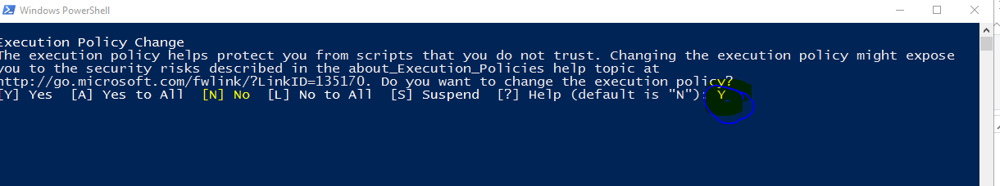 Windows PowerShell
Execution Policy Change
The execution policy helps protect you from scripts that you do not trust. Changing the execution policy might expose
you to the security risks described in the about_Execution_Policies help topic at
http://go.microsoft.com/fwlink/?LinkID=135170. Do you want to change the execution policy?
[Y] Yes  [A] Yes to All  [N] No  [L] No to All  [S] Suspend  [?] Help (default is "N"): Y